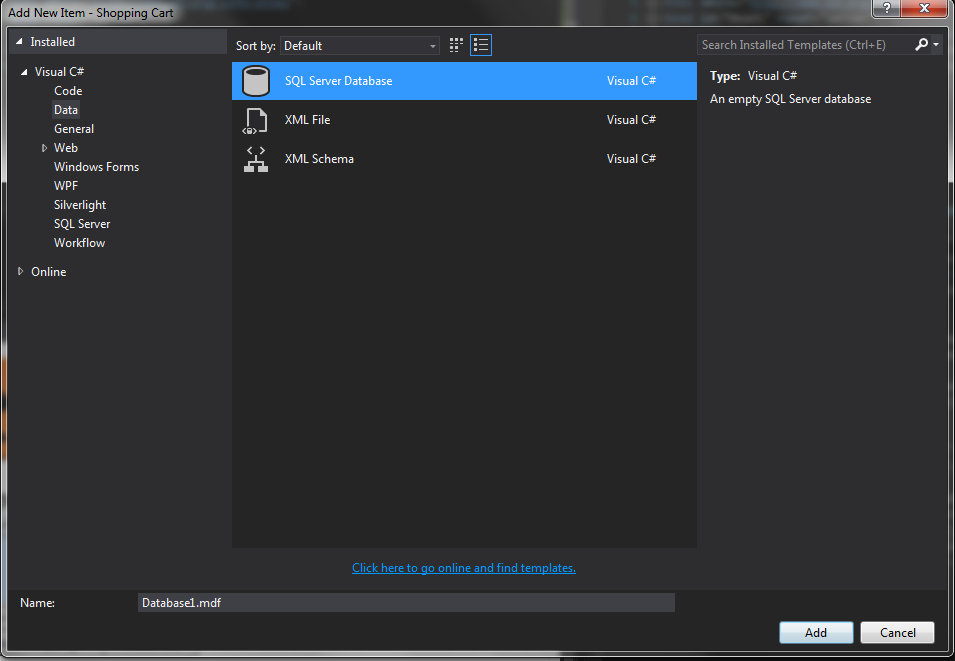 Add New Item - Shopping Cart
?
Installed
Sort by: Default
Search Installed Templates (Ctrl+E)
Visual C#
Code
Data
General
Web
Windows Forms
WPF
Silverlight
SQL Server
Workflow
Online
SQL Server Database Visual C#
XML File Visual C#
XML Schema Visual C#
Type: Visual C#
An empty SQL Server database
Click here to go online and find templates.
Name: Database1.mdf
Add Cancel